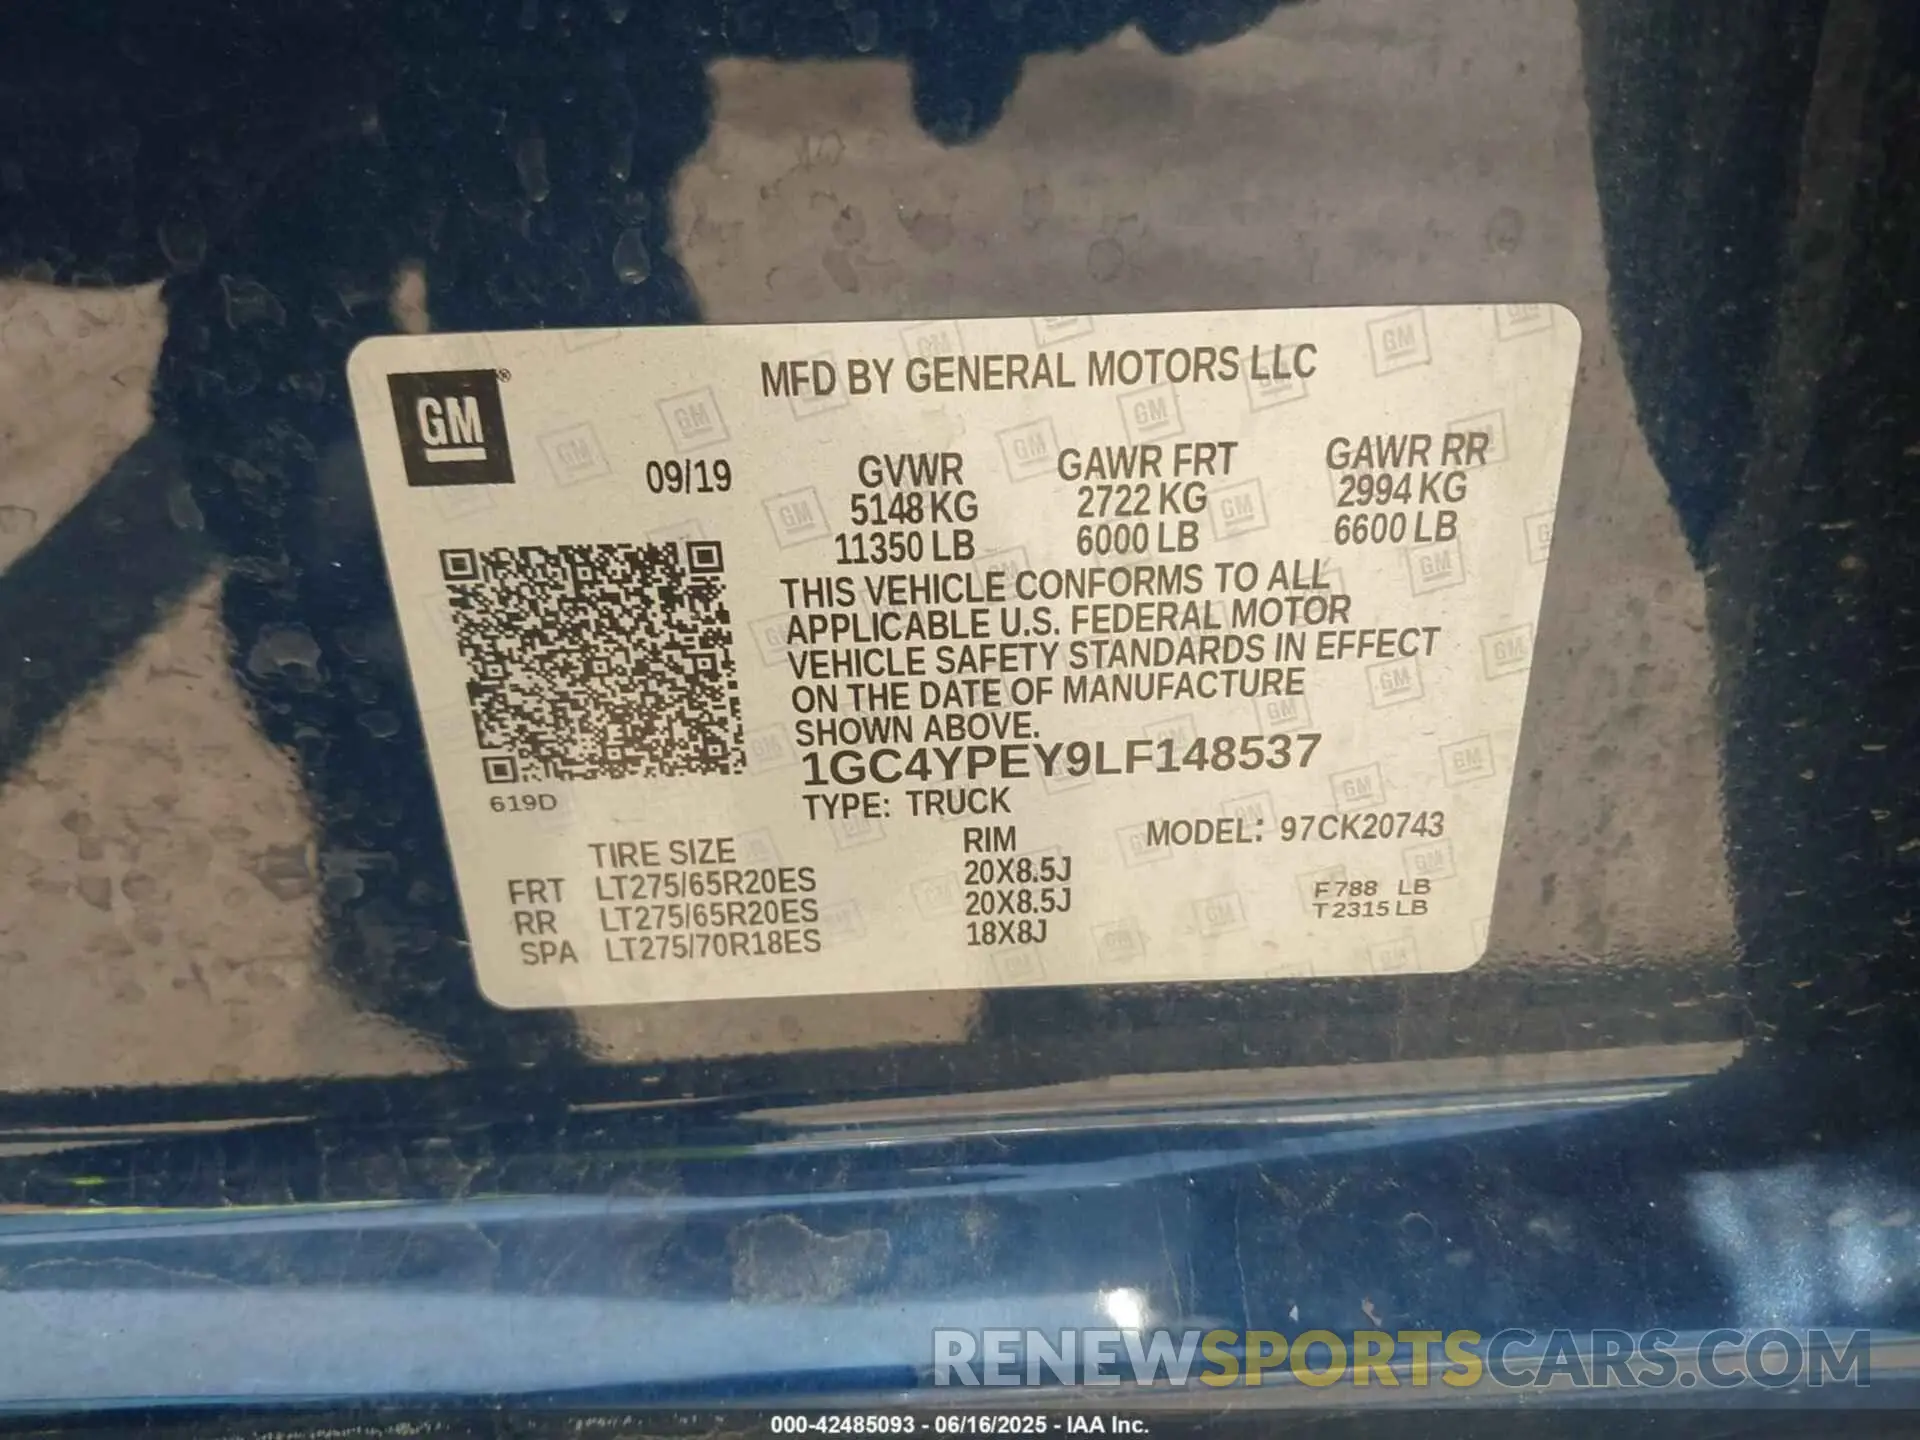 MFD BY GENERAL MOTORS LLC
GM®
09/19
GVWR GAWR FRT GAWR RR
5148 KG 2722 KG 2994 KG
11350 LB 6000 LB 6600 LB
THIS VEHICLE CONFORMS TO ALL
APPLICABLE U.S. FEDERAL MOTOR
VEHICLE SAFETY STANDARDS IN EFFECT
ON THE DATE OF MANUFACTURE
SHOWN ABOVE.
1GC4YPEY9LF148537
619D
TYPE: TRUCK
MODEL: 97CK20743
TIRE SIZE RIM
FRT LT275/65R20ES 20X8.5J
RR LT275/65R20ES 20X8.5J
SPA LT275/70R18ES 18X8J
F 788 LB
T 2315 LB
RENEWSPORTSCARS.COM
000-42485093 - 06/16/2025 - IAA Inc.